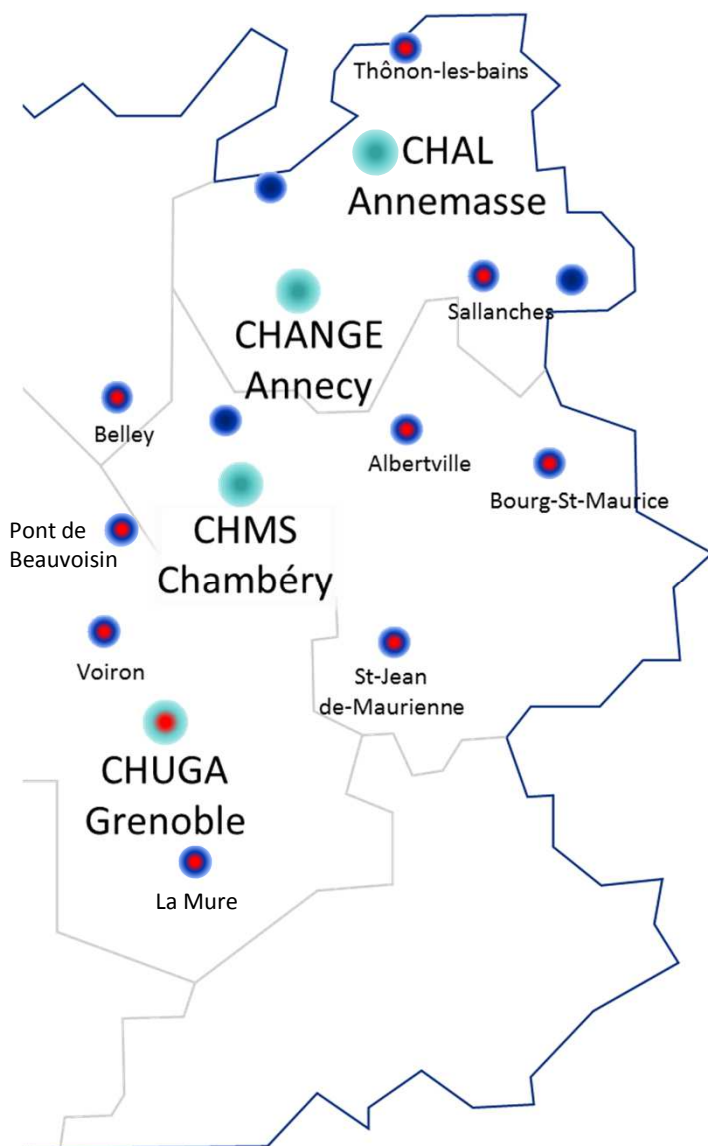 Thônon-les-bains
CHAL
Annemasse
Sallanches
CHANGE
Annecy
Belley
Albertville
Bourg-St-Maurice
Pont de
Beauvoisin
CHMS
Chambéry
Voiron
St-Jean
de-Maurienne
CHUGA
Grenoble
La Mure